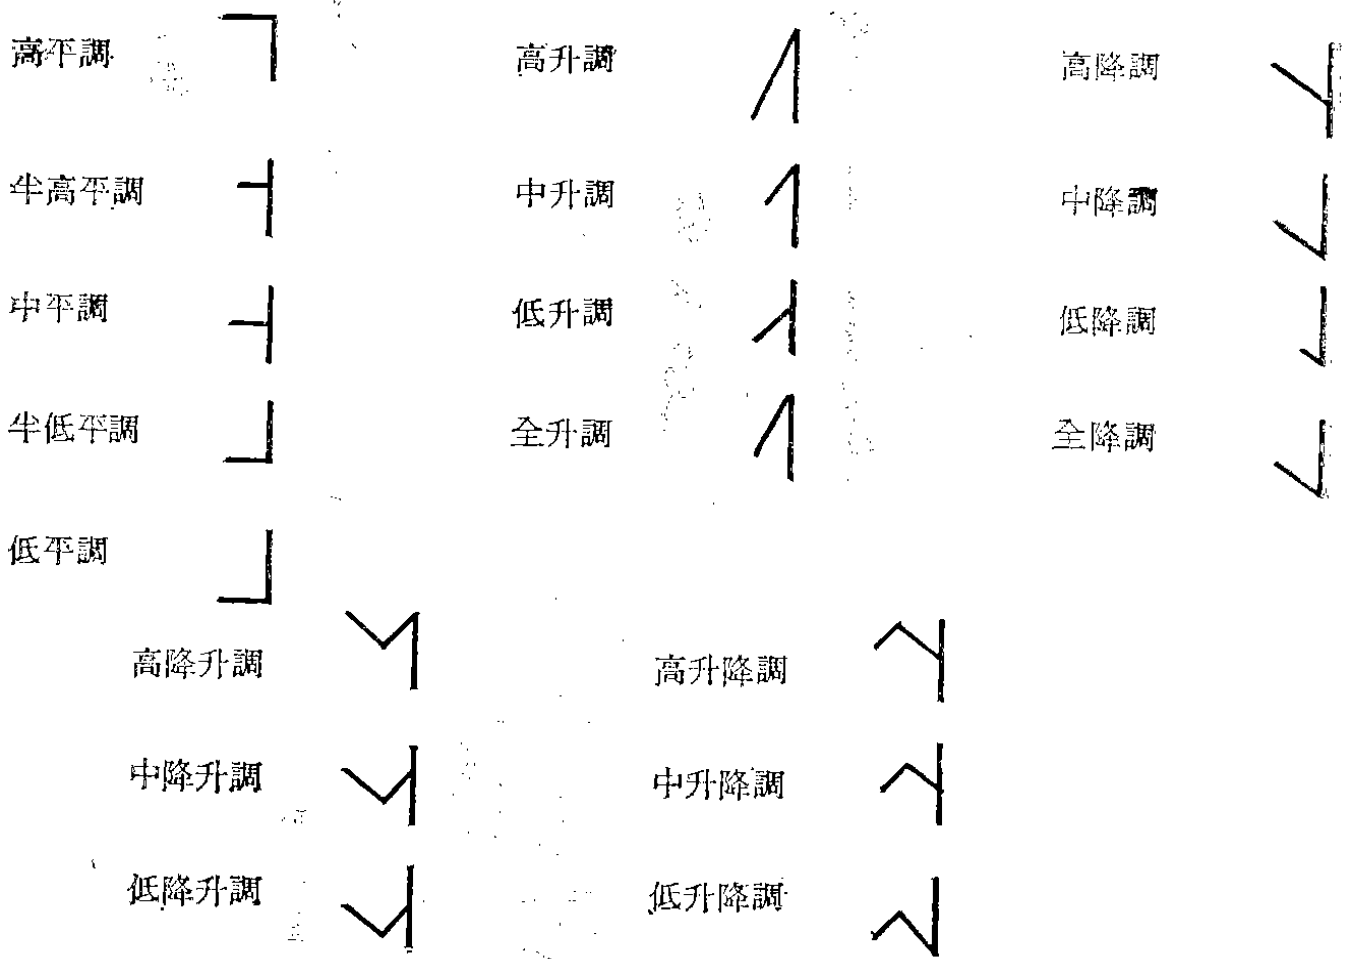 高平調 高升調 高降調
半高平調 中升調 中降調
中平調 低升調 低降調
半低平調 全升調 全降調
低平調
高降升調 高升降調
中降升調 中升降調
低降升調 低升降調